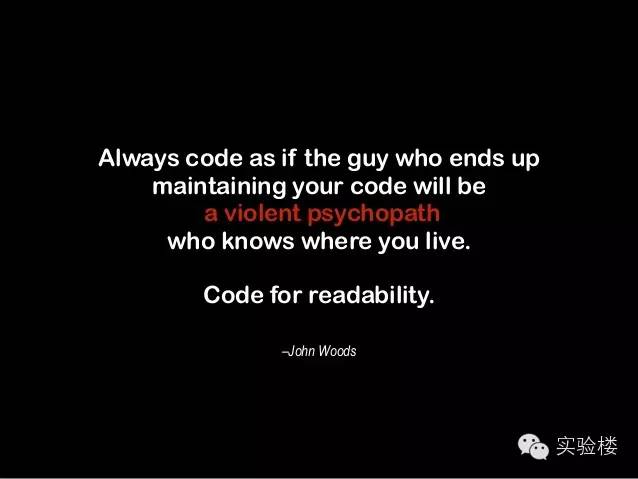 Always code as if the guy who ends up
maintaining your code will be
a violent psychopath
who knows where you live.
Code for readability.
–John Woods
实验楼